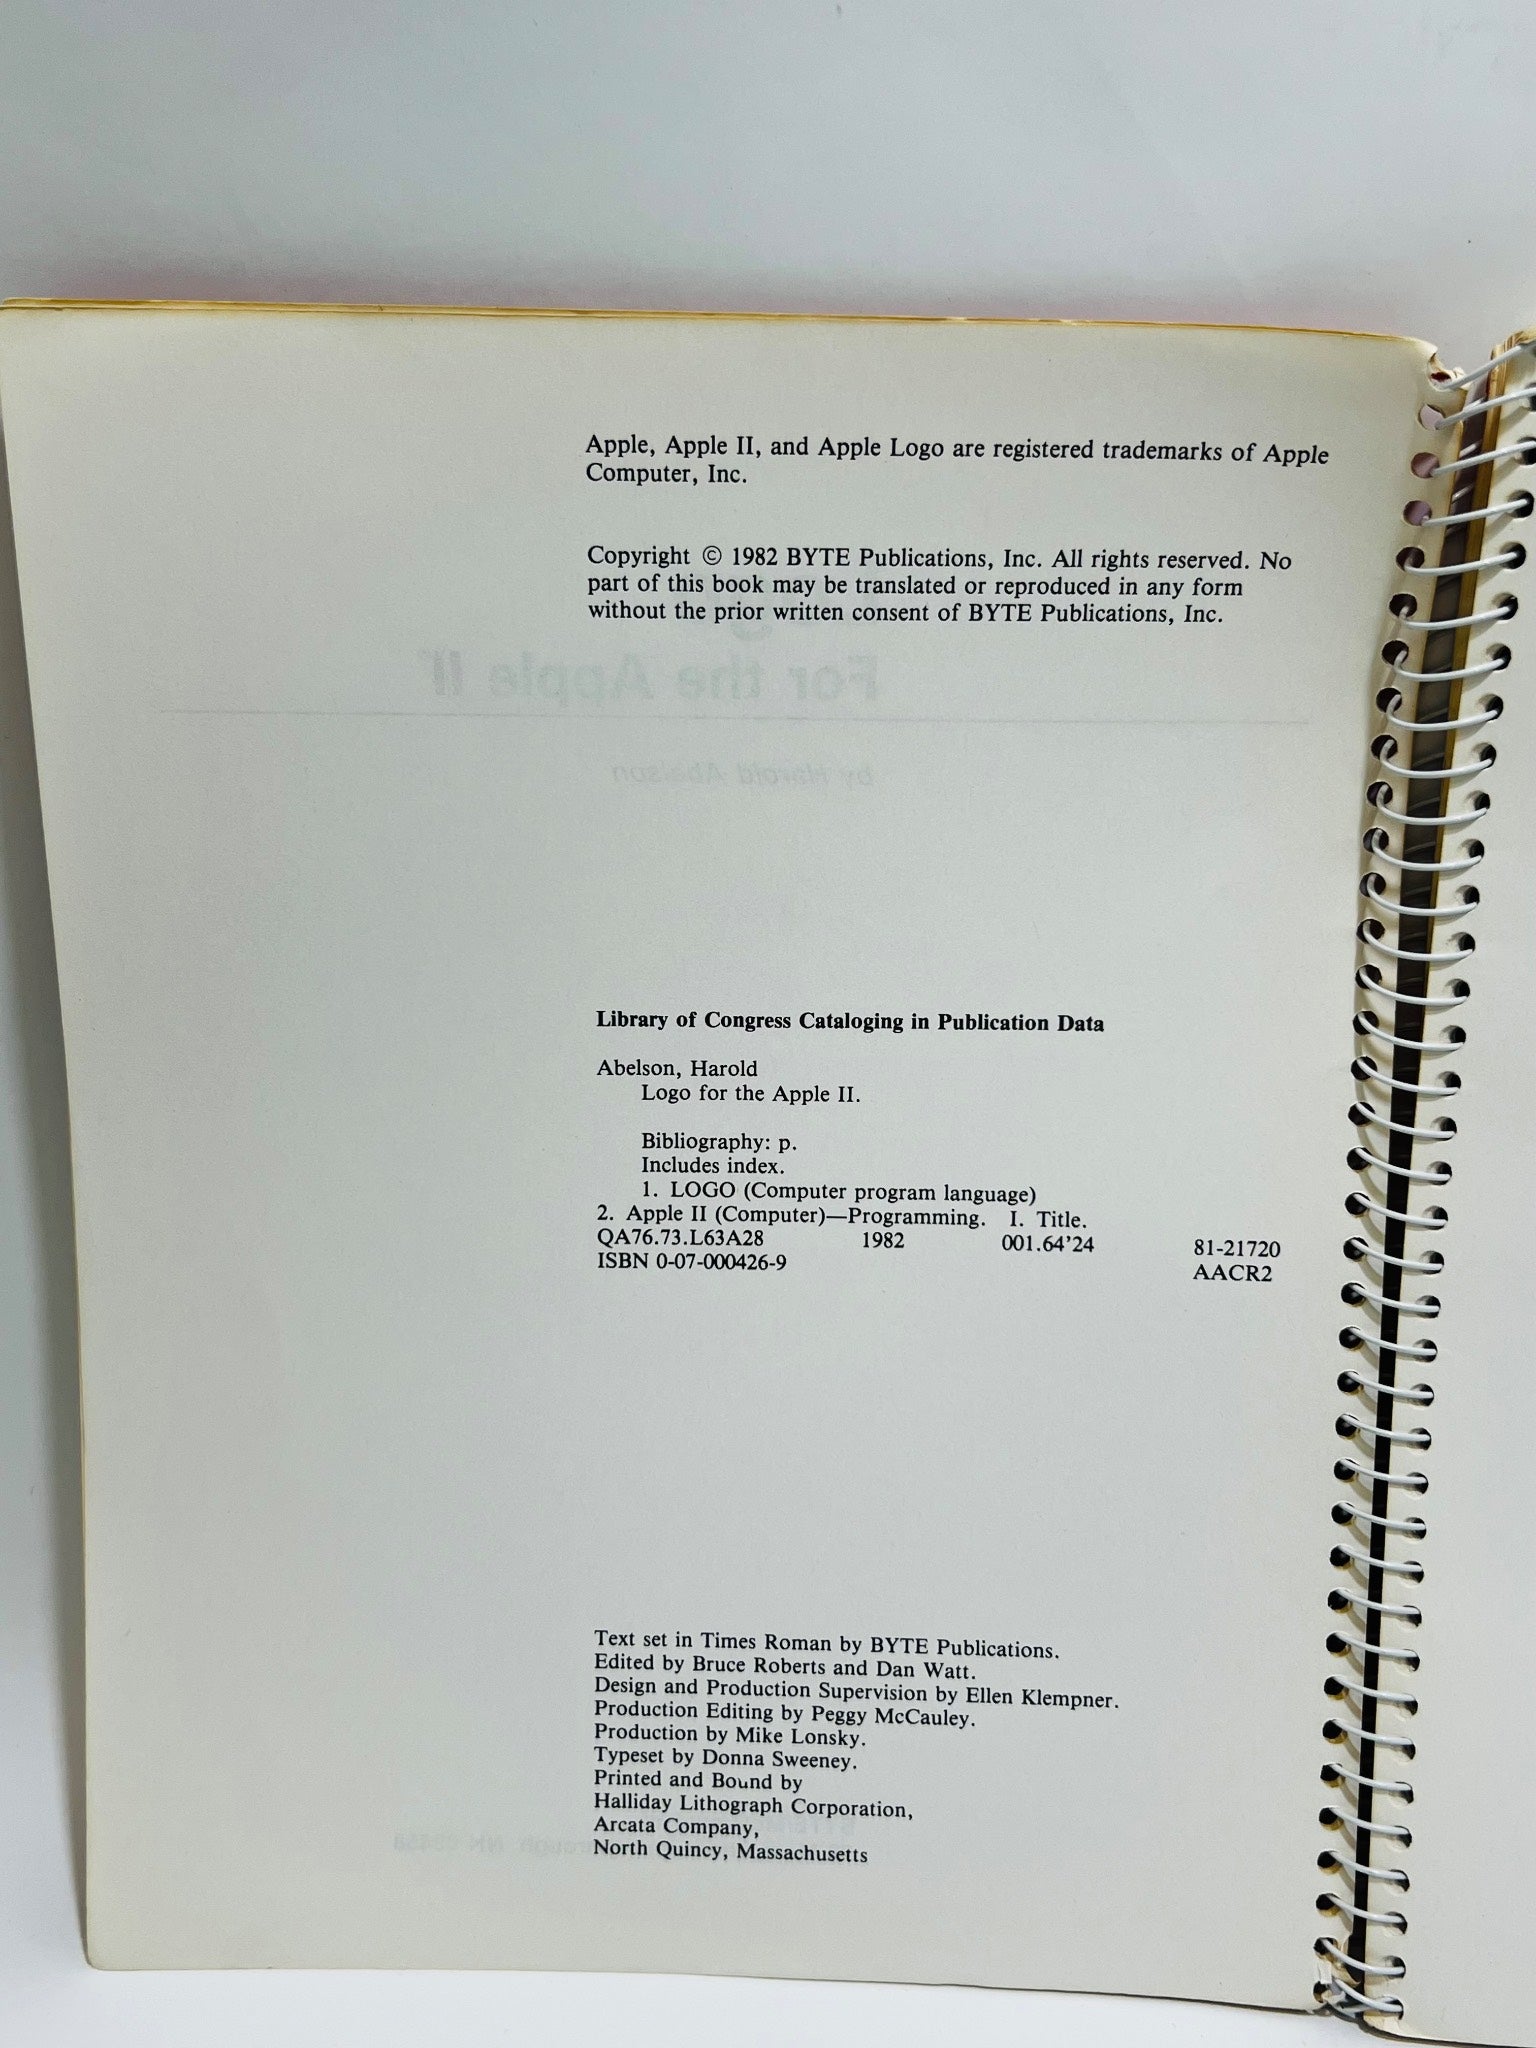 Apple, Apple II, and Apple Logo are registered trademarks of Apple
Computer, Inc.
Copyright © 1982 BYTE Publications, Inc. All rights reserved. No
part of this book may be translated or reproduced in any form
without the prior written consent of BYTE Publications, Inc.
For the Apple II
by Harold Abelson
Library of Congress Cataloging in Publication Data
Abelson, Harold
Logo for the Apple II.
Bibliography: p.
Includes index.
1. LOGO (Computer program language)
2. Apple II (Computer)—Programming. I. Title.
QA76.73.L63A28 1982 001.64'24 81-21720
ISBN 0-07-000426-9 AACR2
Text set in Times Roman by BYTE Publications.
Edited by Bruce Roberts and Dan Watt.
Design and Production Supervision by Ellen Klempner.
Production Editing by Peggy McCauley.
Production by Mike Lonsky.
Typeset by Donna Sweeney.
Printed and Bound by
Halliday Lithograph Corporation,
Arcata Company,
North Quincy, Massachusetts